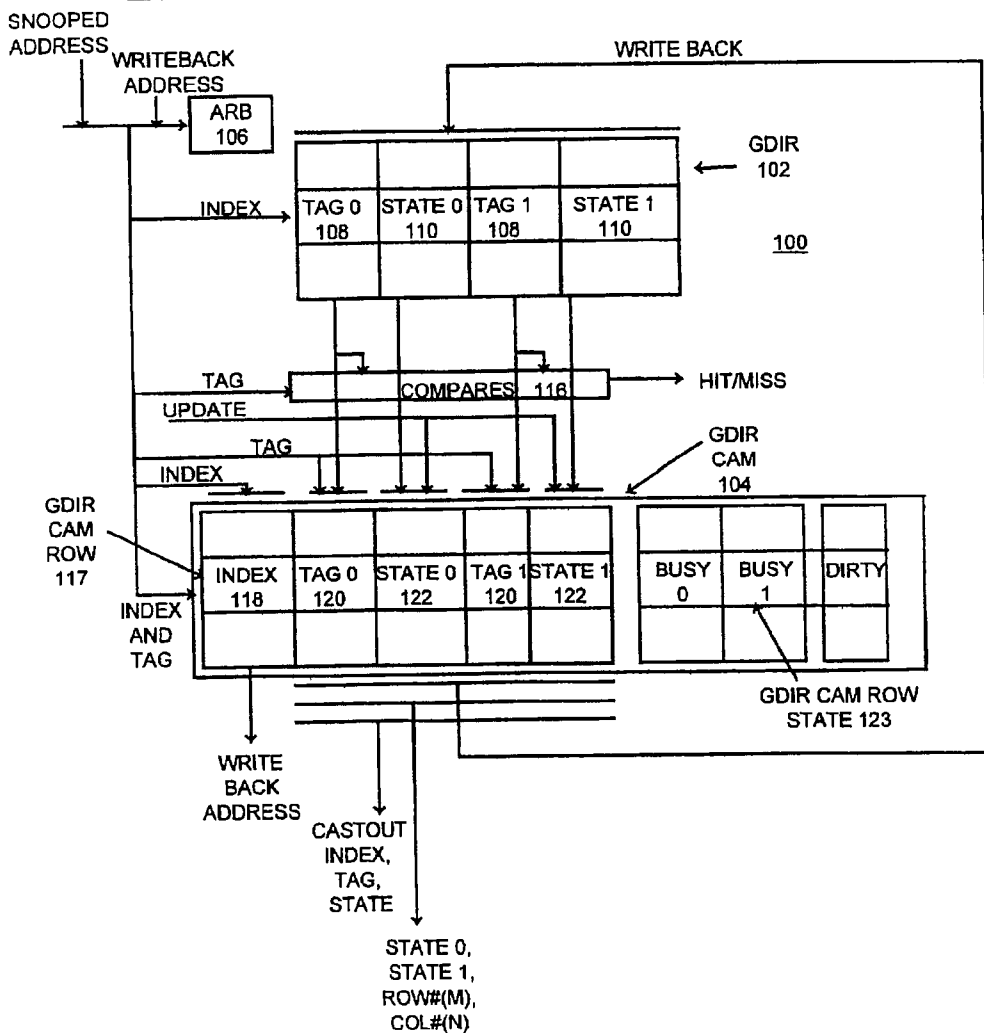 SNOOPED
ADDRESS
WRITEBACK
ADDRESS
WRITE BACK
ARB
106
GDIR
102
INDEX
TAG 0
108
STATE 0
110
TAG 1
108
STATE 1
110
100
TAG
COMPARES 116
HIT/MISS
UPDATE
TAG
INDEX
GDIR
CAM
104
GDIR
CAM
ROW
117
INDEX
118
TAG 0
120
STATE 0
122
TAG 1
120
STATE 1
122
BUSY
0
BUSY
1
DIRTY
INDEX
AND
TAG
GDIR CAM ROW
STATE 123
WRITE
BACK
ADDRESS
CASTOUT
INDEX,
TAG,
STATE
STATE 0,
STATE 1,
ROW#(M),
COL#(N)